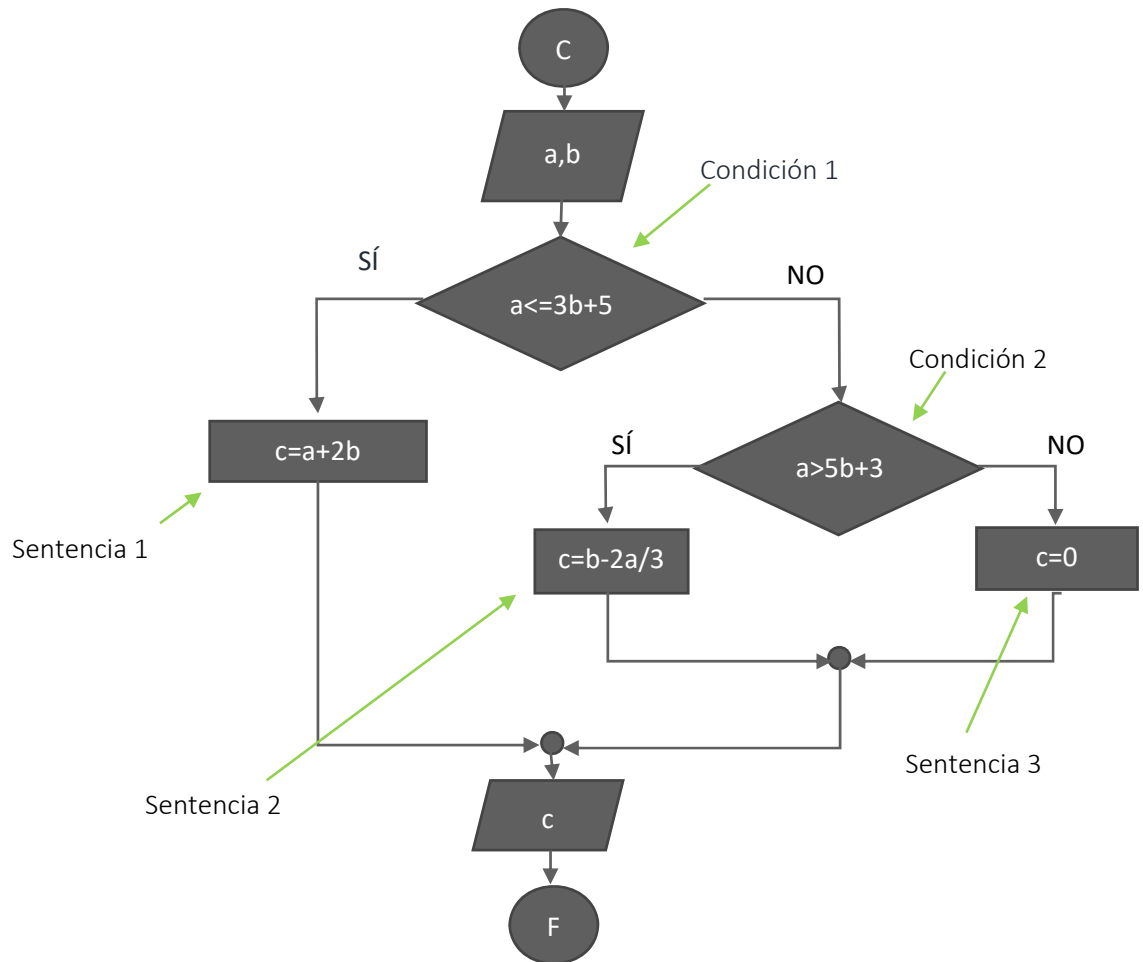 C
a,b
Condición 1
SÍ
NO
a<=3b+5
Condición 2
c=a+2b
SÍ
NO
a>5b+3
Sentencia 1
c=b-2a/3
c=0
Sentencia 3
Sentencia 2
c
F